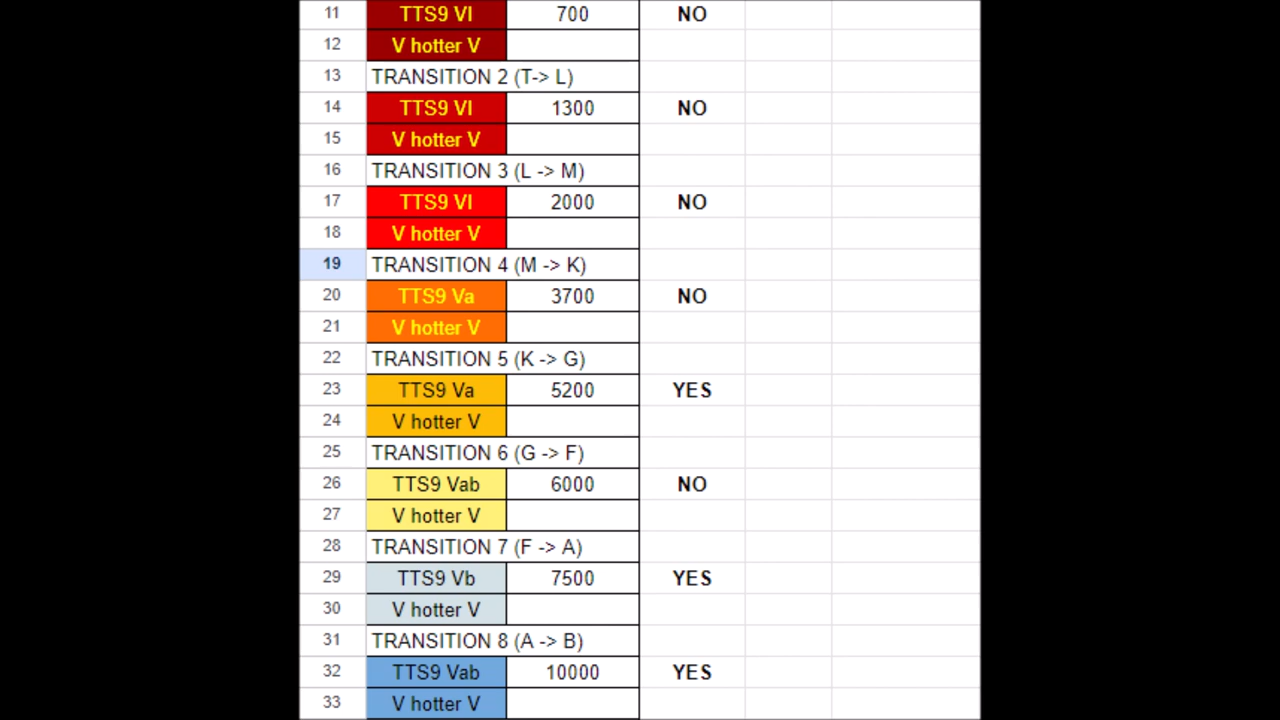 11 TTS9 VI 700 NO
12 V hotter V
13 TRANSITION 2 (T-> L)
14 TTS9 VI 1300 NO
15 V hotter V
16 TRANSITION 3 (L -> M)
17 TTS9 VI 2000 NO
18 V hotter V
19 TRANSITION 4 (M -> K)
20 TTS9 Va 3700 NO
21 V hotter V
22 TRANSITION 5 (K -> G)
23 TTS9 Va 5200 YES
24 V hotter V
25 TRANSITION 6 (G -> F)
26 TTS9 Vab 6000 NO
27 V hotter V
28 TRANSITION 7 (F -> A)
29 TTS9 Vb 7500 YES
30 V hotter V
31 TRANSITION 8 (A -> B)
32 TTS9 Vab 10000 YES
33 V hotter V